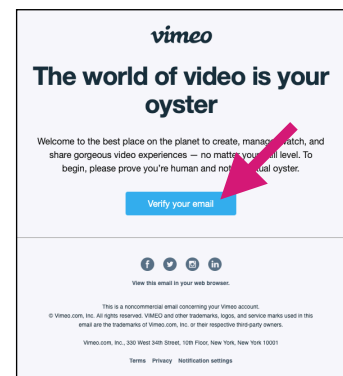 vimeo
The world of video is your
oyster
Welcome to the best place on the planet to create, manage, watch, and
share gorgeous video experiences — no matter your level. To
begin, please prove you're human and not oyster.
Verify your email
View this email in your web browser.
This is a noncommercial email concerning your Vimeo account.
© Vimeo.com, Inc. All rights reserved. VIMEO and other trademarks, logos, and service marks used in this
email are the trademarks of Vimeo.com, Inc. or their respective third-party owners.
Vimeo.com, Inc., 330 West 34th Street, 10th Floor, New York, New York 10001
Terms Privacy Notification settings